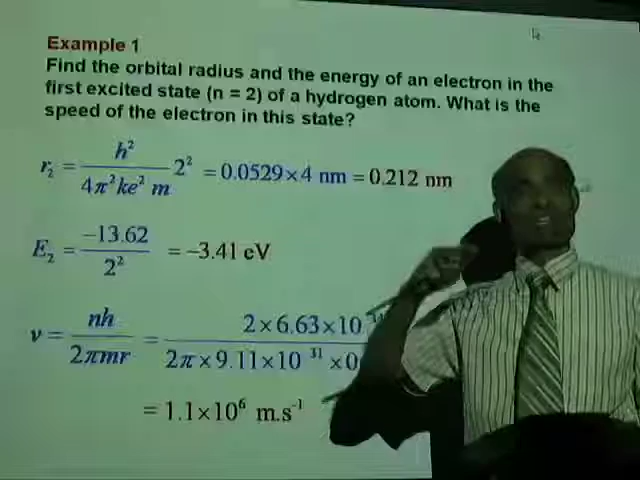 Example 1
Find the orbital radius and the energy of an electron in the
first excited state (n = 2) of a hydrogen atom. What is the
speed of the electron in this state?
r₂ = h² / 4π²ke² m 2² = 0.0529×4 nm = 0.212 nm
E₂ = −13.62 / 2² = −3.41 eV
v = nh / 2πmr = 2×6.63×10 / 2π×9.11×10 ³¹ ×0
= 1.1×10⁶ m.s⁻¹